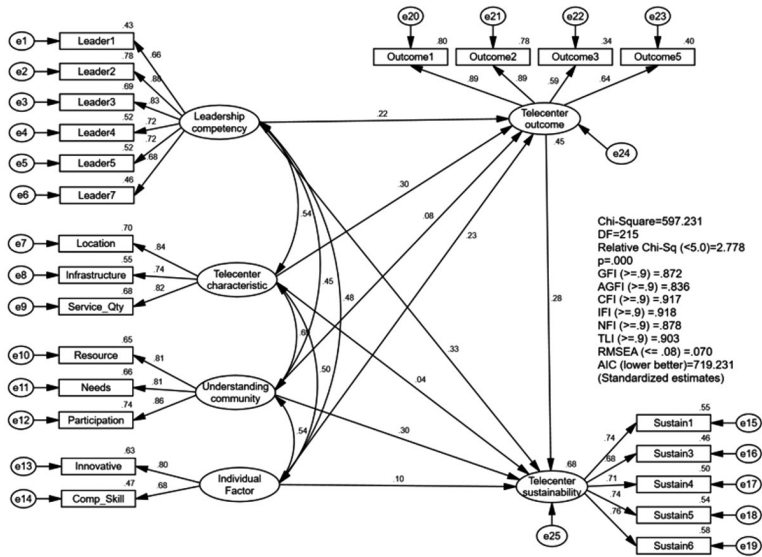 e20
e21
e22
e23
.80
.78
.34
.40
Outcome1
Outcome2
Outcome3
Outcome5
.89
.89
.59
.64
.43
e1
Leader1
.66
.78
e2
Leader2
.88
.69
e3
Leader3
.83
.52
e4
Leader4
.72
.52
e5
Leader5
.72
.46
e6
Leader7
.68
Leadership
competency
.22
Telecenter
outcome
.45
e24
.54
.30
.08
.23
.70
e7
Location
.84
.55
e8
Infrastructure
.74
.68
e9
Service_Qty
.82
Telecenter
characteristic
.45
.48
.28
.33
.50
.04
.65
e10
Resource
.81
.66
e11
Needs
.81
.74
e12
Participation
.86
Understanding
community
.54
.30
.63
e13
Innovative
.80
.47
e14
Comp_Skill
.68
Individual
Factor
.10
Telecenter
sustainability
.68
e25
Chi-Square=597.231
DF=215
Relative Chi-Sq (<5.0)=2.778
p=.000
GFI (>=.9) =.872
AGFI (>=.9) =.836
CFI (>=.9) =.917
IFI (>=.9) =.918
NFI (>=.9) =.878
TLI (>=.9) =.903
RMSEA (<= .08) =.070
AIC (lower better)=719.231
(Standardized estimates)
.55
.74
Sustain1
e15
.46
.68
Sustain3
e16
.50
.71
Sustain4
e17
.54
.74
Sustain5
e18
.58
.76
Sustain6
e19